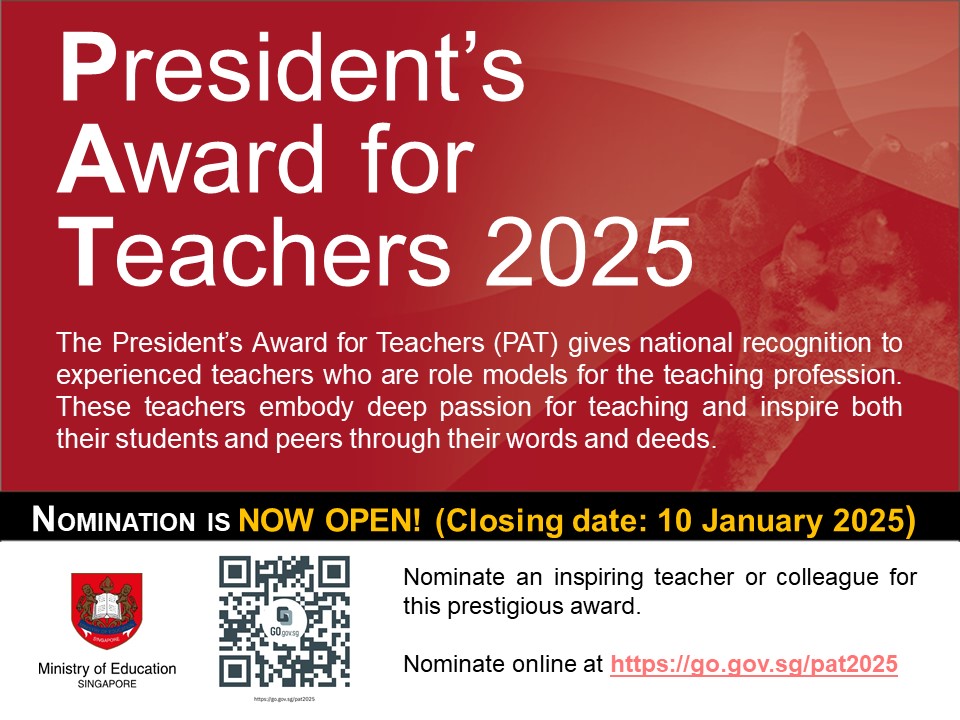 President's
Award for
Teachers 2025
The President's Award for Teachers (PAT) gives national recognition to
experienced teachers who are role models for the teaching profession.
These teachers embody deep passion for teaching and inspire both
their students and peers through their words and deeds.
NOMINATION IS NOW OPEN! (Closing date: 10 January 2025)
SINGAPORE
Ministry of Education
SINGAPORE
GOgov.sg
https://go.gov.sg/pat2025
Nominate an inspiring teacher or colleague for
this prestigious award.
Nominate online at https://go.gov.sg/pat2025